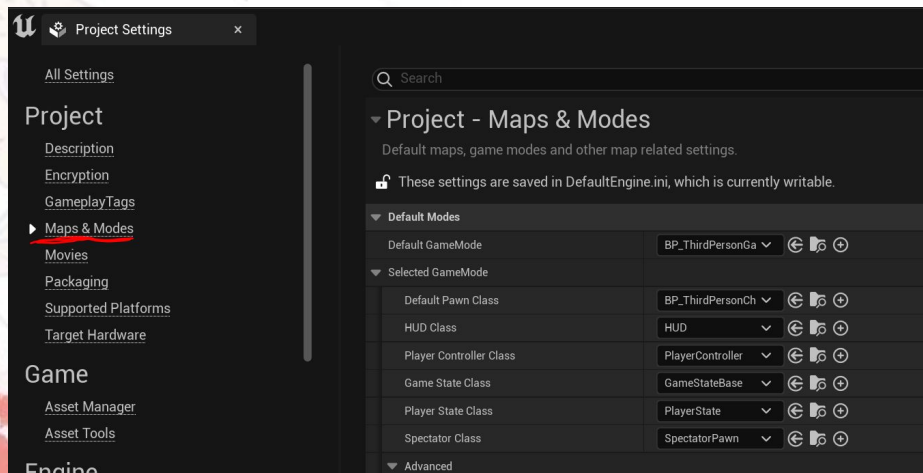 Project Settings
All Settings
Project
Description
Encryption
GameplayTags
Maps & Modes
Movies
Packaging
Supported Platforms
Target Hardware
Game
Asset Manager
Asset Tools
Engine
Search
Project - Maps & Modes
Default maps, game modes and other map related settings.
These settings are saved in DefaultEngine.ini, which is currently writable.
Default Modes
Default GameMode BP_ThirdPersonGa
Selected GameMode
Default Pawn Class BP_ThirdPersonCh
HUD Class HUD
Player Controller Class PlayerController
Game State Class GameStateBase
Player State Class PlayerState
Spectator Class SpectatorPawn
Advanced